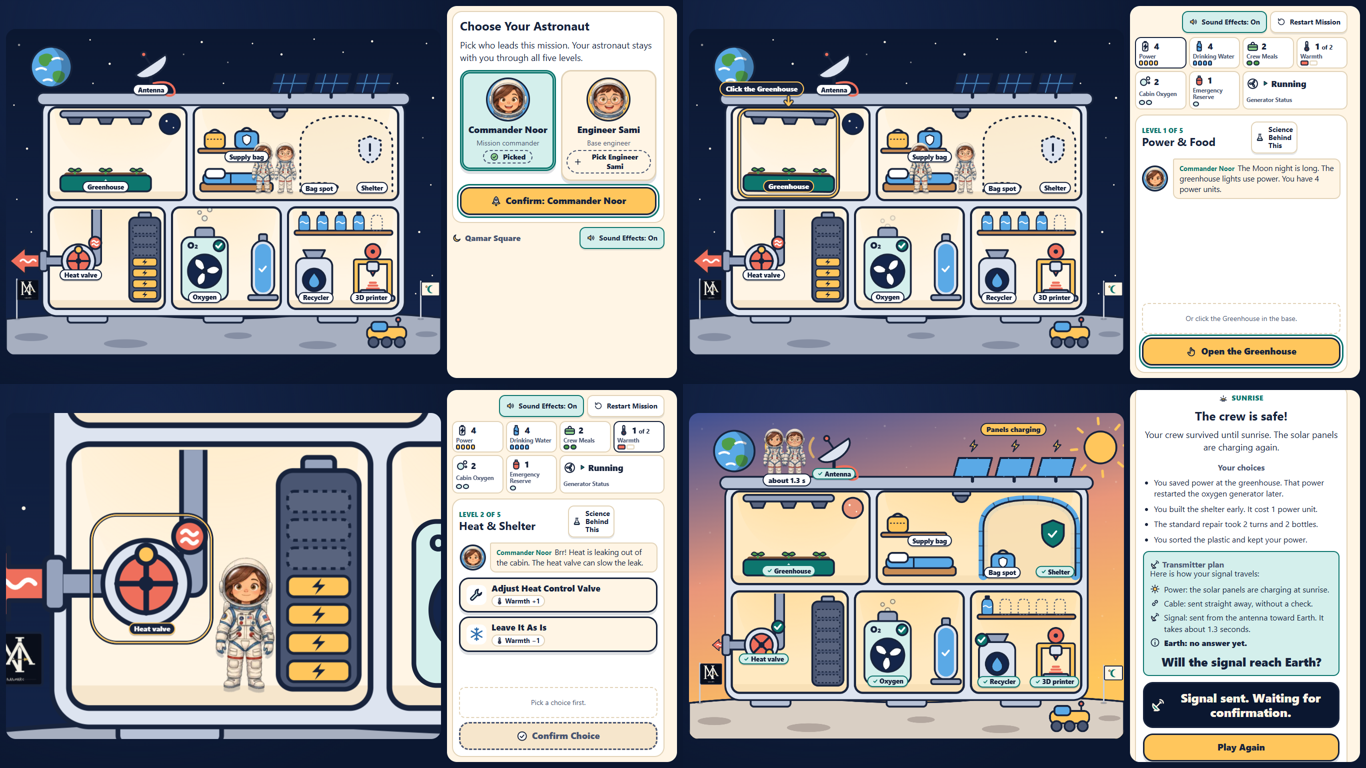 Antenna
Greenhouse
Supply bag
Bag spot
Shelter
Heat valve
O₂
Oxygen
Recycler
3D printer
Choose Your Astronaut
Pick who leads this mission. Your astronaut stays
with you through all five levels.
Commander Noor
Mission commander
Picked
Engineer Sami
Base engineer
+ Pick Engineer
Sami
Confirm: Commander Noor
Qamar Square
Sound Effects: On
Click the Greenhouse
Antenna
Greenhouse
Supply bag
Bag spot
Shelter
Heat valve
O₂
Oxygen
Recycler
3D printer
Sound Effects: On
Restart Mission
4
Power
4
Drinking Water
2
Crew Meals
1 of 2
Warmth
2
Cabin Oxygen
1
Emergency
Reserve
Running
Generator Status
LEVEL 1 OF 5
Power & Food
Science
Behind
This
Commander Noor The Moon night is long. The
greenhouse lights use power. You have 4
power units.
Or click the Greenhouse in the base.
Open the Greenhouse
Heat valve
Sound Effects: On
Restart Mission
4
Power
4
Drinking Water
2
Crew Meals
1 of 2
Warmth
2
Cabin Oxygen
1
Emergency
Reserve
Running
Generator Status
LEVEL 2 OF 5
Heat & Shelter
Science
Behind
This
Commander Noor Brr! Heat is leaking out of
the cabin. The heat valve can slow the leak.
Adjust Heat Control Valve
Warmth +1
Leave It As Is
Warmth −1
Pick a choice first.
Confirm Choice
Panels charging
about 1.3 s
Antenna
Greenhouse
Supply bag
Bag spot
Shelter
Heat valve
O₂
Oxygen
Recycler
3D printer
SUNRISE
The crew is safe!
Your crew survived until sunrise. The solar panels
are charging again.
Your choices
• You saved power at the greenhouse. That power
restarted the oxygen generator later.
• You built the shelter early. It cost 1 power unit.
• The standard repair took 2 turns and 2 bottles.
• You sorted the plastic and kept your power.
Transmitter plan
Here is how your signal travels:
Power: the solar panels are charging at sunrise.
Cable: sent straight away, without a check.
Signal: sent from the antenna toward Earth. It
takes about 1.3 seconds.
Earth: no answer yet.
Will the signal reach Earth?
Signal sent. Waiting for
confirmation.
Play Again